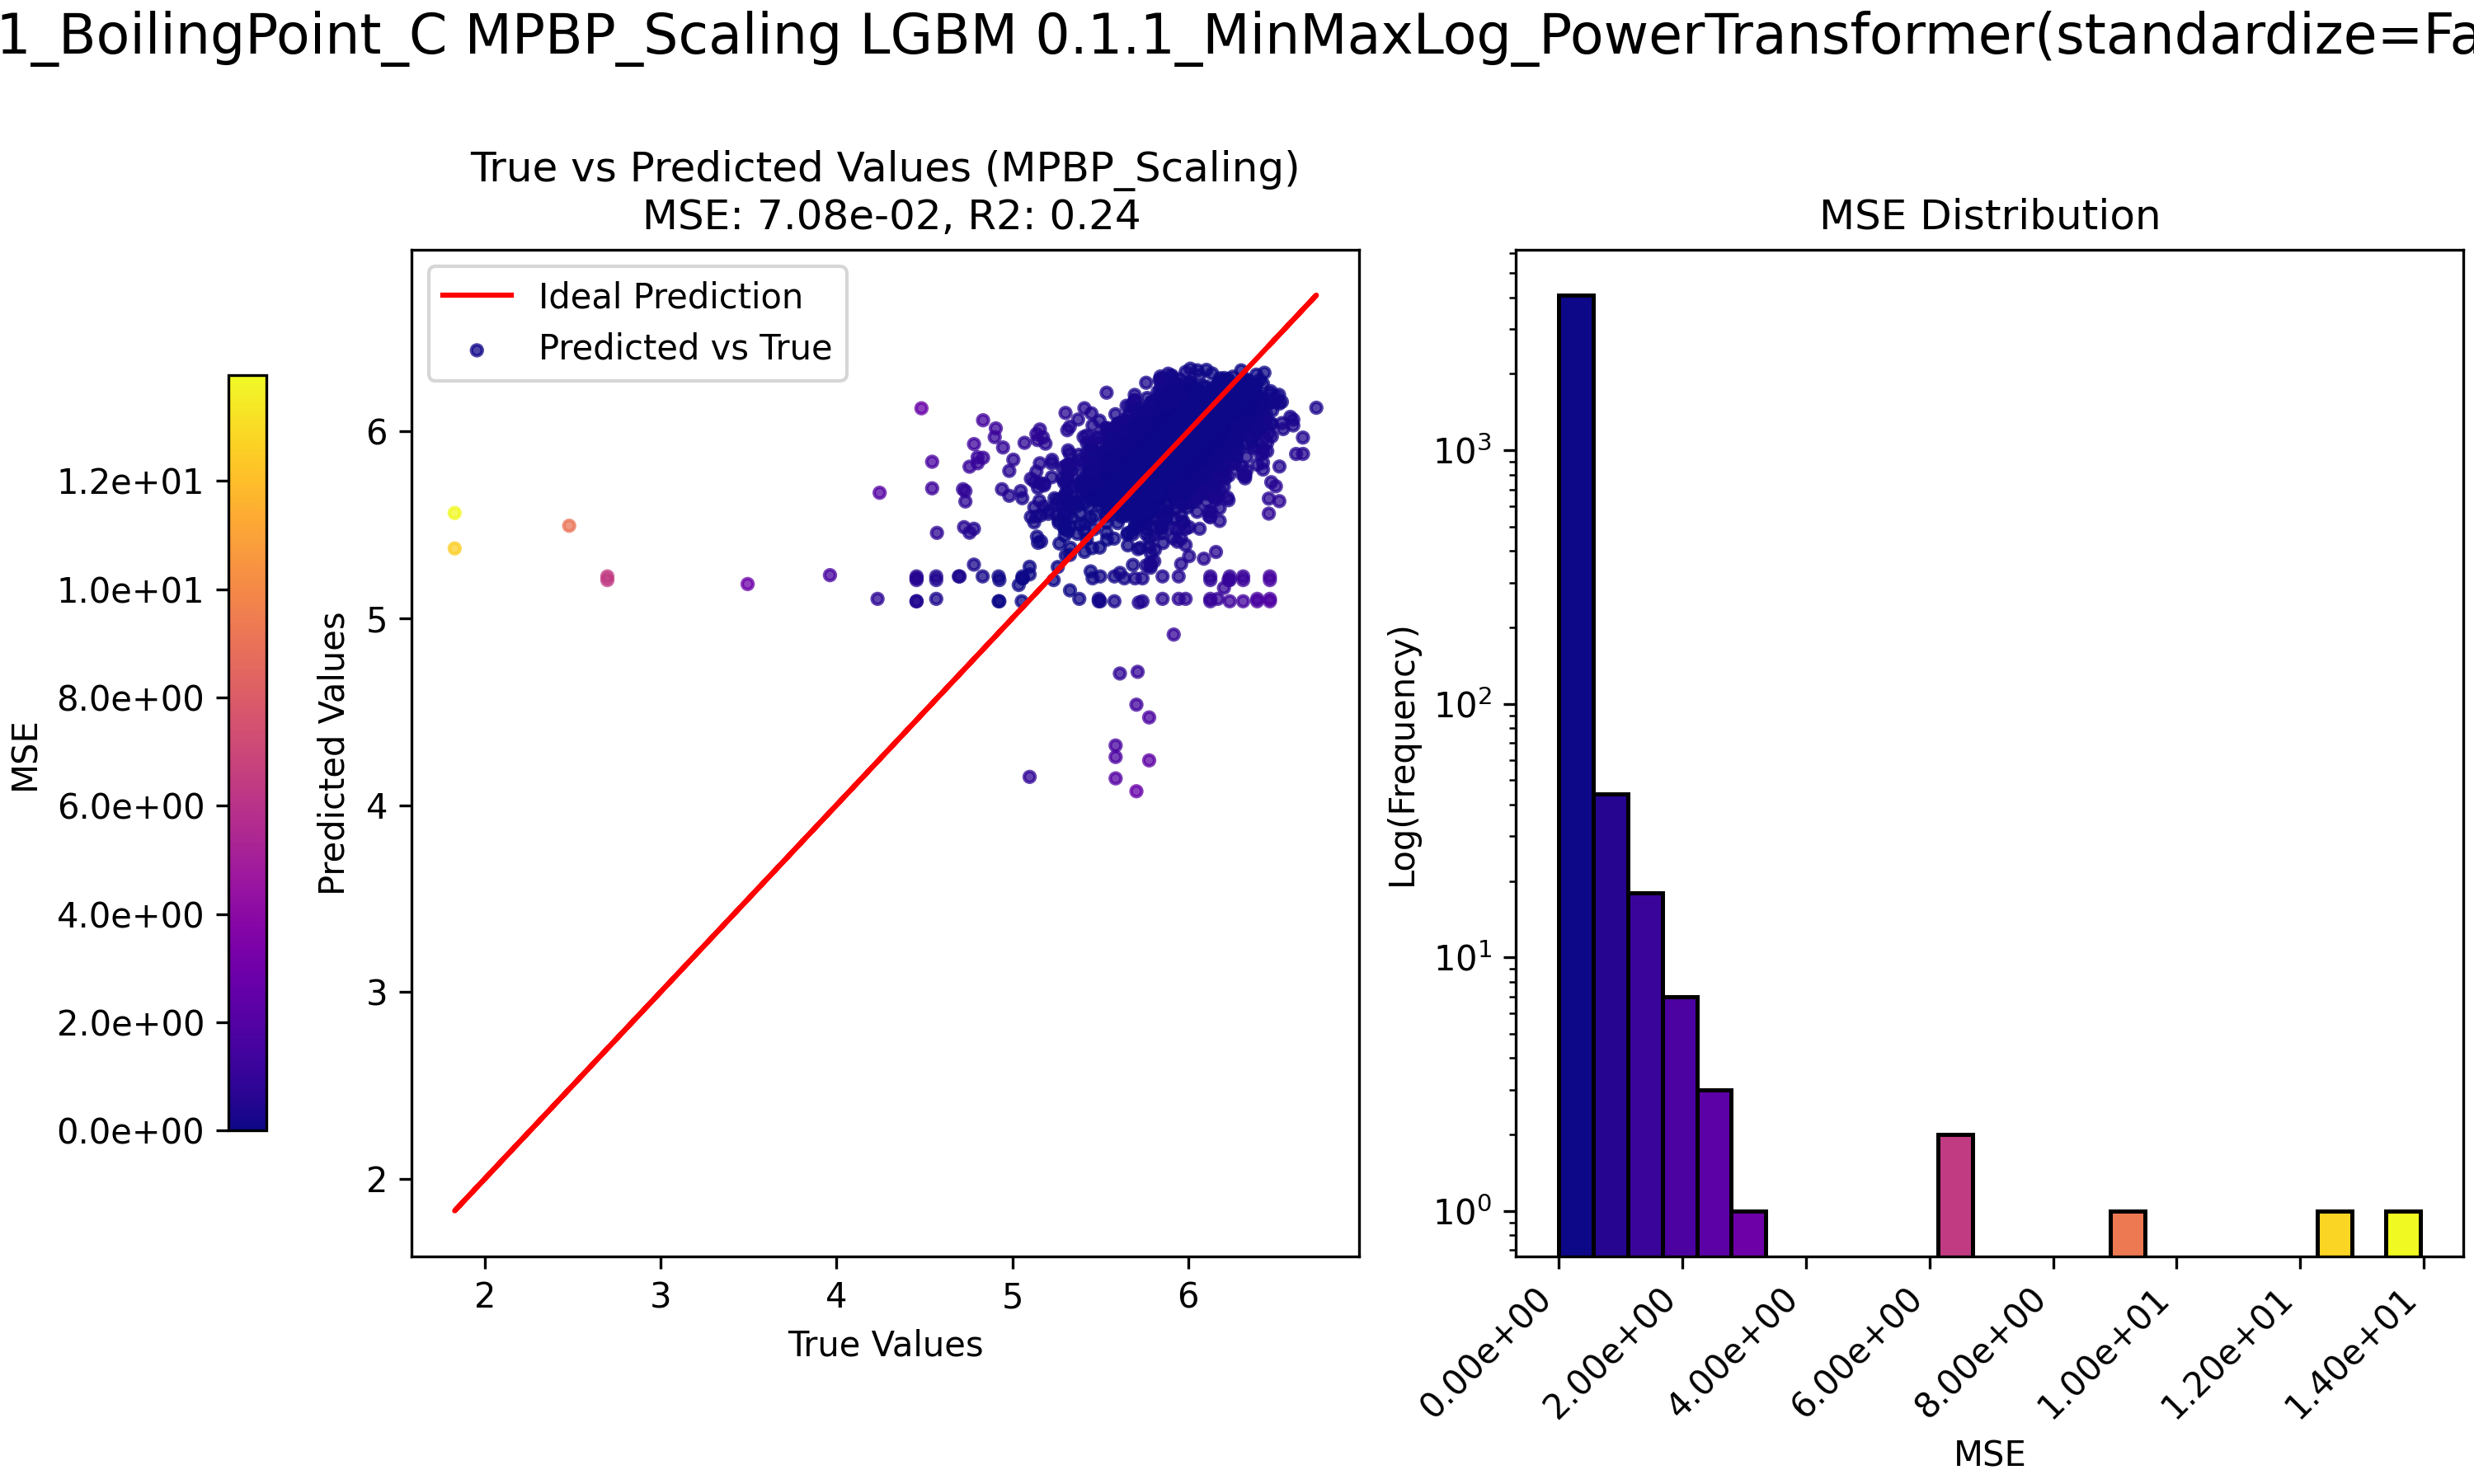 1_BoilingPoint_C MPBP_Scaling LGBM 0.1.1_MinMaxLog_PowerTransformer(standardize=Fa
True vs Predicted Values (MPBP_Scaling)
MSE: 7.08e-02, R2: 0.24
Ideal Prediction
Predicted vs True
MSE
1.2e+01
1.0e+01
8.0e+00
6.0e+00
4.0e+00
2.0e+00
0.0e+00
Predicted Values
6
5
4
3
2
2 3 4 5 6
True Values
MSE Distribution
Log(Frequency)
10³
10²
10¹
10⁰
0.00e+00 2.00e+00 4.00e+00 6.00e+00 8.00e+00 1.00e+01 1.20e+01 1.40e+01
MSE